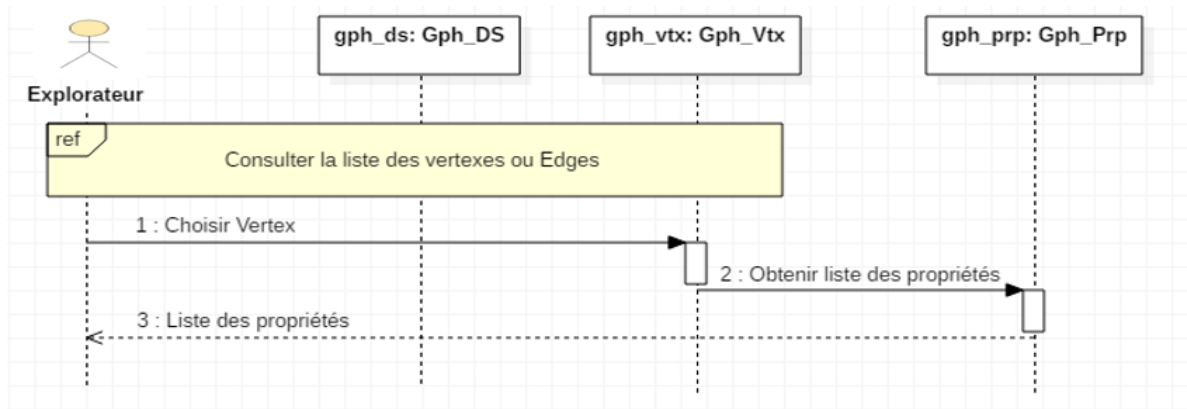 gph_ds: Gph_DS
gph_vtx: Gph_Vtx
gph_prp: Gph_Prp
Explorateur
ref
Consulter la liste des vertexes ou Edges
1 : Choisir Vertex
2 : Obtenir liste des propriétés
3 : Liste des propriétés